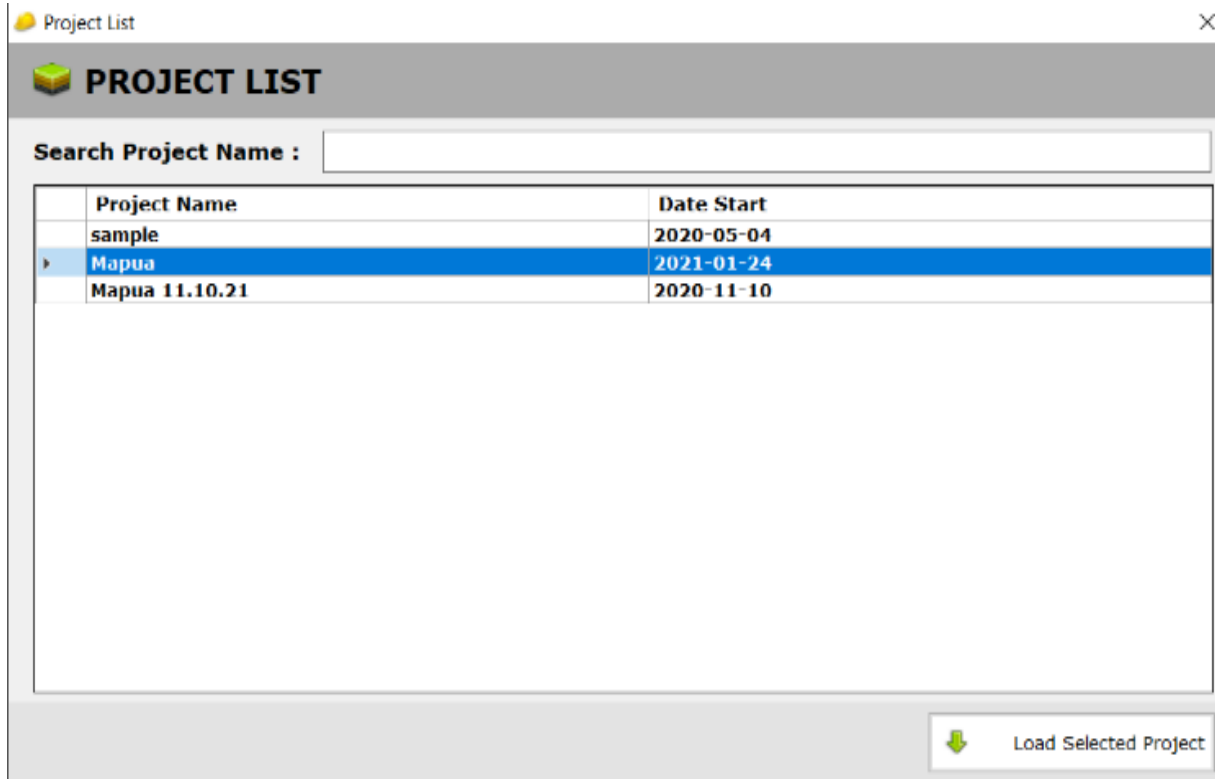 Project List
PROJECT LIST
Search Project Name :
Project Name Date Start
sample 2020-05-04
Mapua 2021-01-24
Mapua 11.10.21 2020-11-10
Load Selected Project